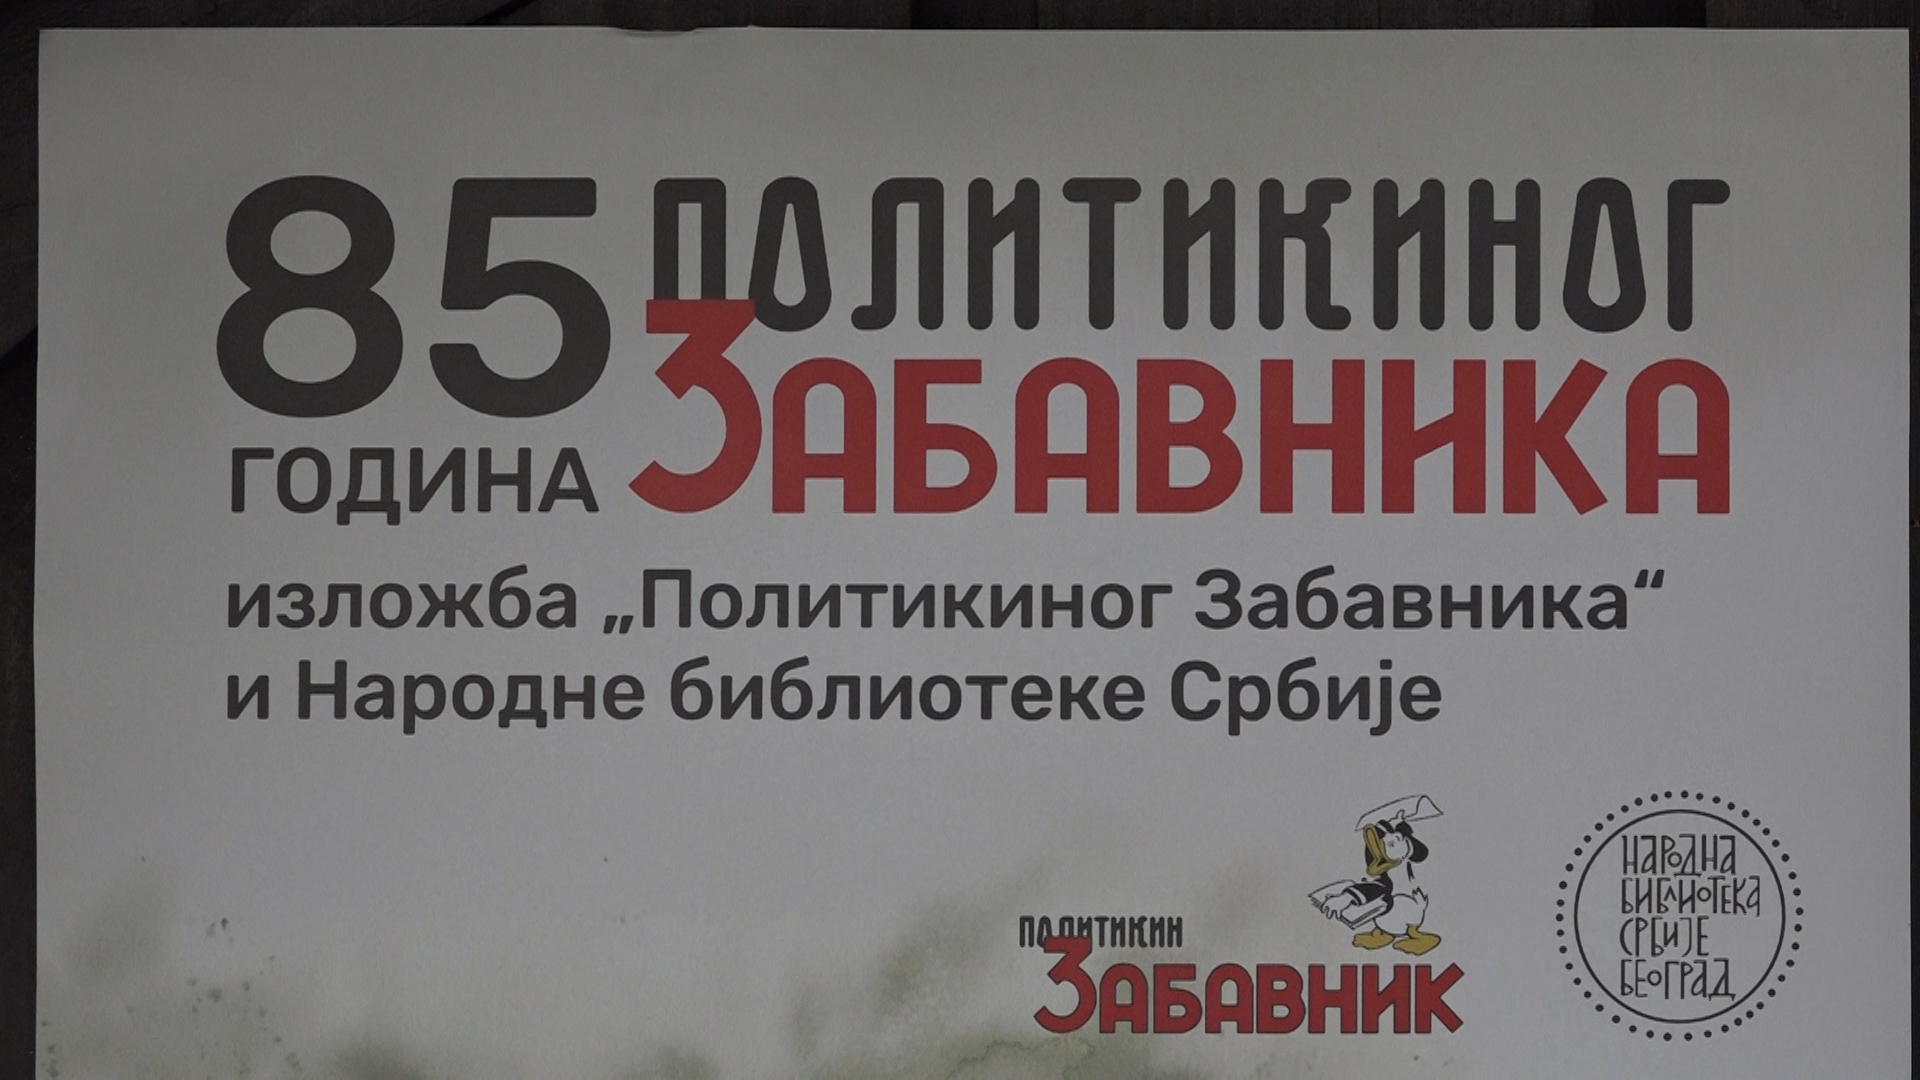 85 ПОЛИТИКИНОГ
ГОДИНА ЗАБАВНИКА
изложба „Политикиног Забавника“
и Народне библиотеке Србије
ПОЛИТИКИН
ЗАБАВНИК
НАРОДНА
БИБЛИОТЕКА
СРБИЈЕ
БЕОГРАД